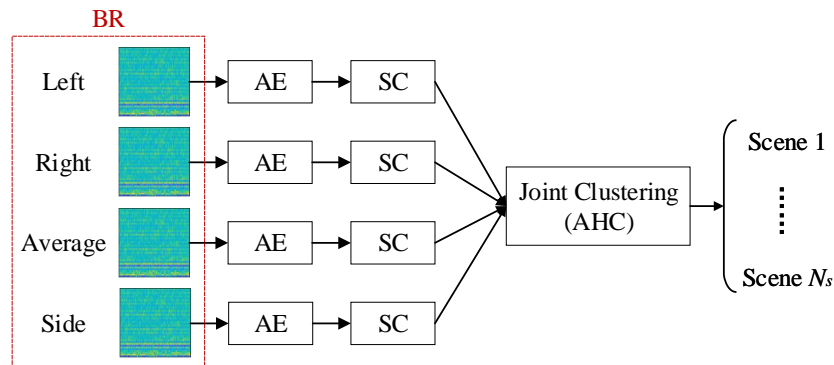 BR
Left AE SC
Right AE SC
Average AE SC
Side AE SC
Joint Clustering
(AHC)
Scene 1
Scene Ns